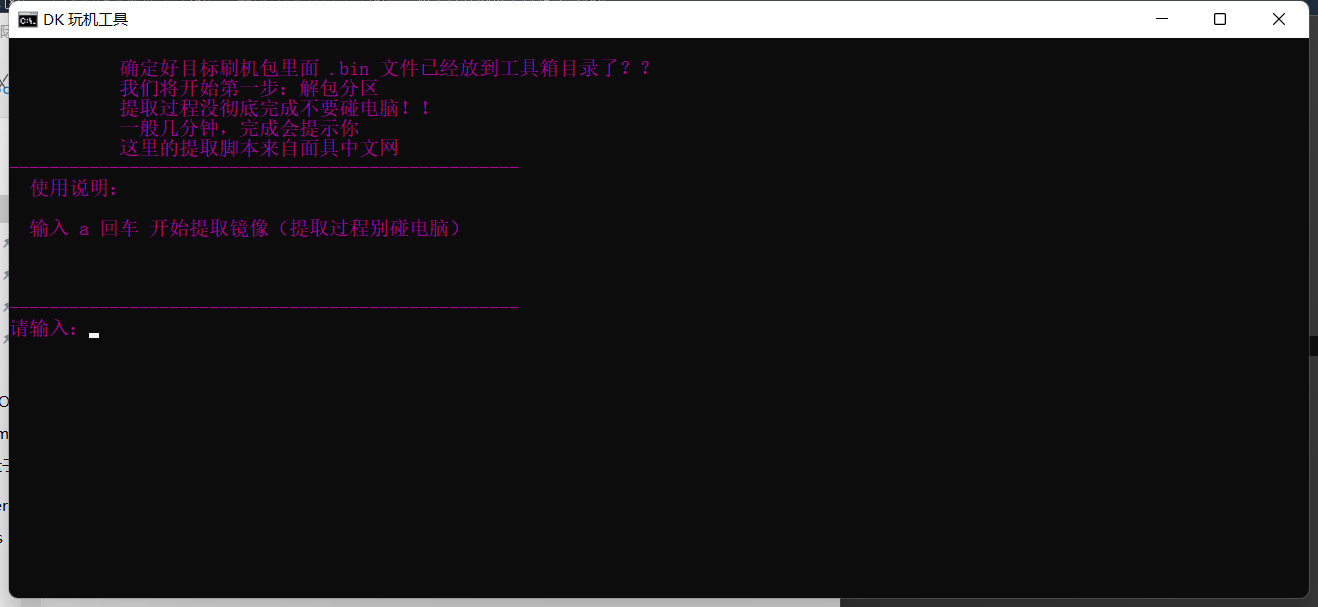 DK 玩机工具
确定好目标刷机包里面 .bin 文件已经放到工具箱目录了？？
我们将开始第一步：解包分区
提取过程没彻底完成不要碰电脑！！
一般几分钟，完成会提示你
这里的提取脚本来自面具中文网
---------------------------------------------------
使用说明：
输入 a 回车 开始提取镜像（提取过程别碰电脑）
---------------------------------------------------
请输入：